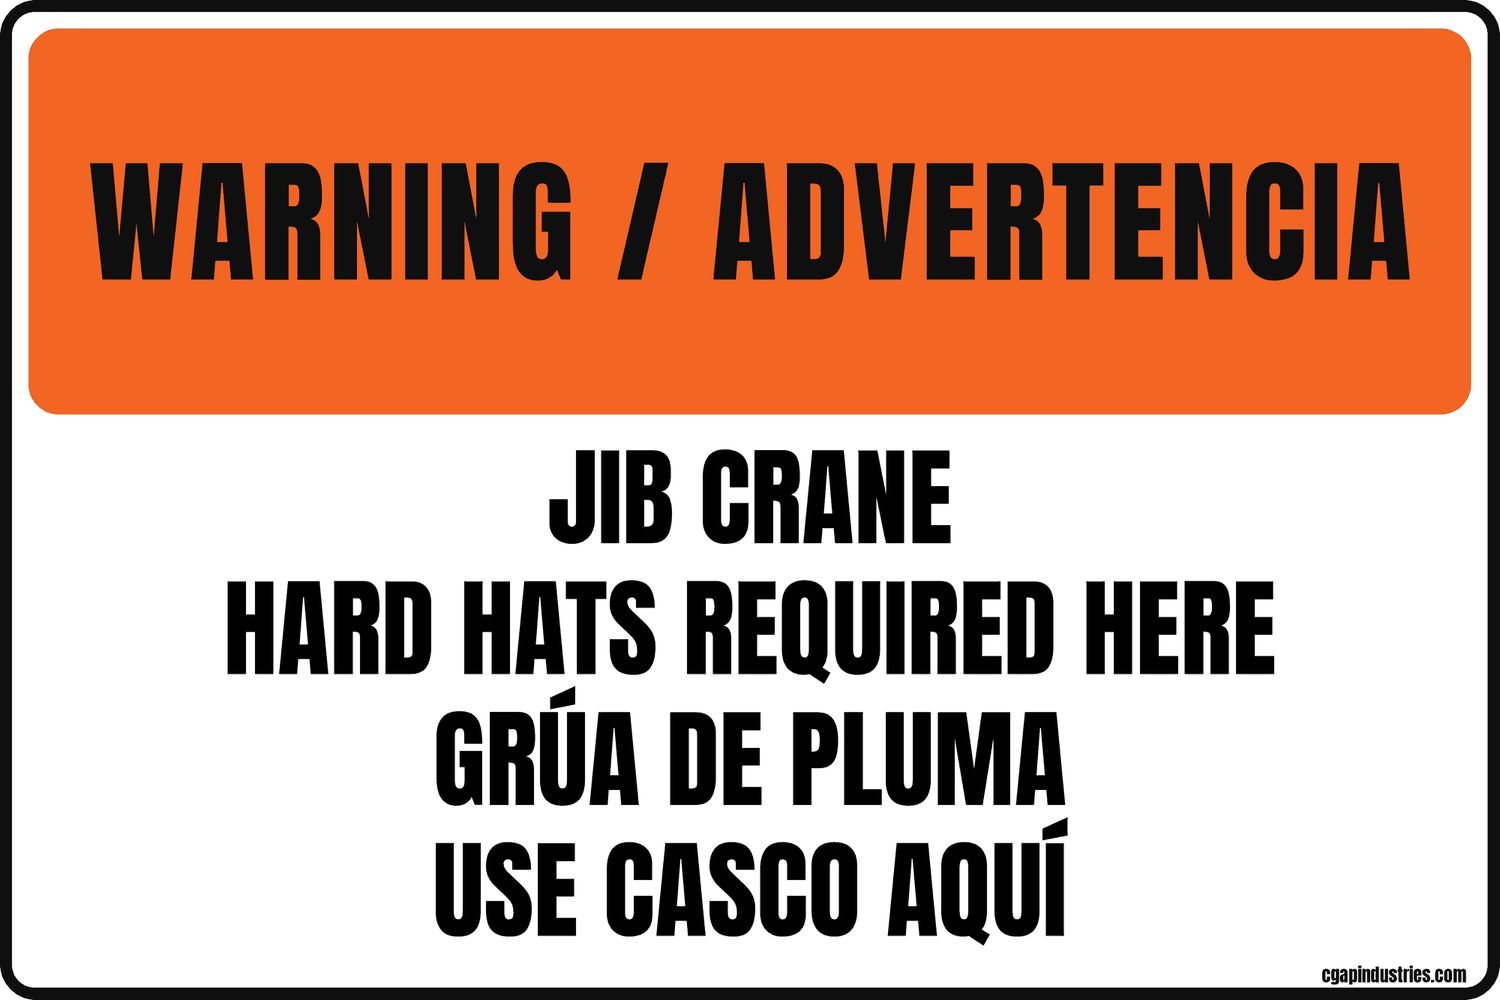 WARNING / ADVERTENCIA
JIB CRANE
HARD HATS REQUIRED HERE
GRÚA DE PLUMA
USE CASCO AQUÍ
cgapindustries.com